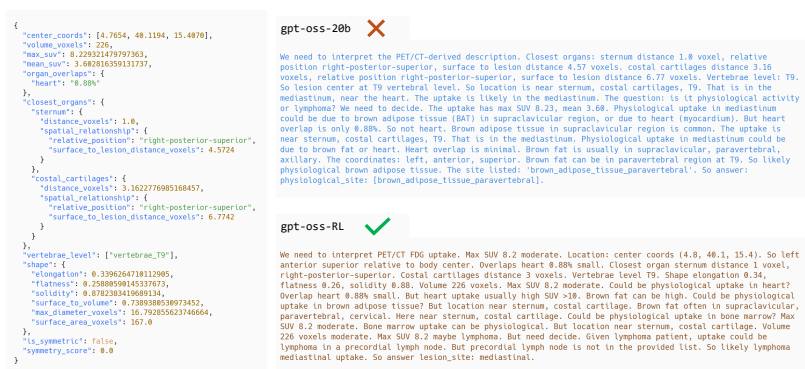 {
"center_coords": [4.7654, 40.1194, 15.4070],
"volume_voxels": 226,
"max_suv": 8.229321479797363,
"mean_suv": 3.602816359131737,
"organ_overlaps": {
"heart": "0.88%"
},
"closest_organs": {
"sternum": {
"distance_voxels": 1.0,
"spatial_relationship": {
"relative_position": "right-posterior-superior",
"surface_to_lesion_distance_voxels": 4.5724
}
},
"costal_cartilages": {
"distance_voxels": 3.1622776985168457,
"spatial_relationship": {
"relative_position": "right-posterior-superior",
"surface_to_lesion_distance_voxels": 6.7742
}
}
},
"vertebrae_level": ["vertebrae_T9"],
"shape": {
"elongation": 0.3396264710112905,
"flatness": 0.25880590145337673,
"solidity": 0.8782383419689134,
"surface_to_volume": 0.7389380530973452,
"max_diameter_voxels": 16.792855623746664,
"surface_area_voxels": 167.0
},
"is_symmetric": false,
"symmetry_score": 0.0
}
gpt-oss-20b
We need to interpret the PET/CT-derived description. Closest organs: sternum distance 1.0 voxel, relative
position right-posterior-superior, surface to lesion distance 4.57 voxels. costal cartilages distance 3.16
voxels, relative position right-posterior-superior, surface to lesion distance 6.77 voxels. Vertebrae level: T9.
So lesion center at T9 vertebral level. So location is near sternum, costal cartilages, T9. That is in the
mediastinum, near the heart. The uptake is likely in the mediastinum. The question: is it physiological activity
or lymphoma? We need to decide. The uptake has max SUV 8.23, mean 3.60. Physiological uptake in mediastinum
could be due to brown adipose tissue (BAT) in supraclavicular region, or due to heart (myocardium). But heart
overlap is only 0.88%. So not heart. Brown adipose tissue in supraclavicular region is common. The uptake is
near sternum, costal cartilages, T9. That is in the mediastinum. Physiological uptake in mediastinum could be
due to brown fat or heart. Heart overlap is minimal. Brown fat is usually in supraclavicular, paravertebral,
axillary. The coordinates: left, anterior, superior. Brown fat can be in paravertebral region at T9. So likely
physiological brown adipose tissue. The site listed: 'brown_adipose_tissue_paravertebral'. So answer:
physiological_site: [brown_adipose_tissue_paravertebral].
gpt-oss-RL
We need to interpret PET/CT FDG uptake. Max SUV 8.2 moderate. Location: center coords (4.8, 40.1, 15.4). So left
anterior superior relative to body center. Overlaps heart 0.88% small. Closest organ sternum distance 1 voxel,
right-posterior-superior. Costal cartilages distance 3 voxels. Vertebrae level T9. Shape elongation 0.34,
flatness 0.26, solidity 0.88. Volume 226 voxels. Max SUV 8.2 moderate. Could be physiological uptake in heart?
Overlap heart 0.88% small. But heart uptake usually high SUV >10. Brown fat can be high. Could be physiological
uptake in brown adipose tissue? But location near sternum, costal cartilage. Brown fat often in supraclavicular,
paravertebral, cervical. Here near sternum, costal cartilage. Could be physiological uptake in bone marrow? Max
SUV 8.2 moderate. Bone marrow uptake can be physiological. But location near sternum, costal cartilage. Volume
226 voxels moderate. Max SUV 8.2 maybe lymphoma. But need decide. Given lymphoma patient, uptake could be
lymphoma in a precordial lymph node. But precordial lymph node is not in the provided list. So likely lymphoma
mediastinal uptake. So answer lesion_site: mediastinal.